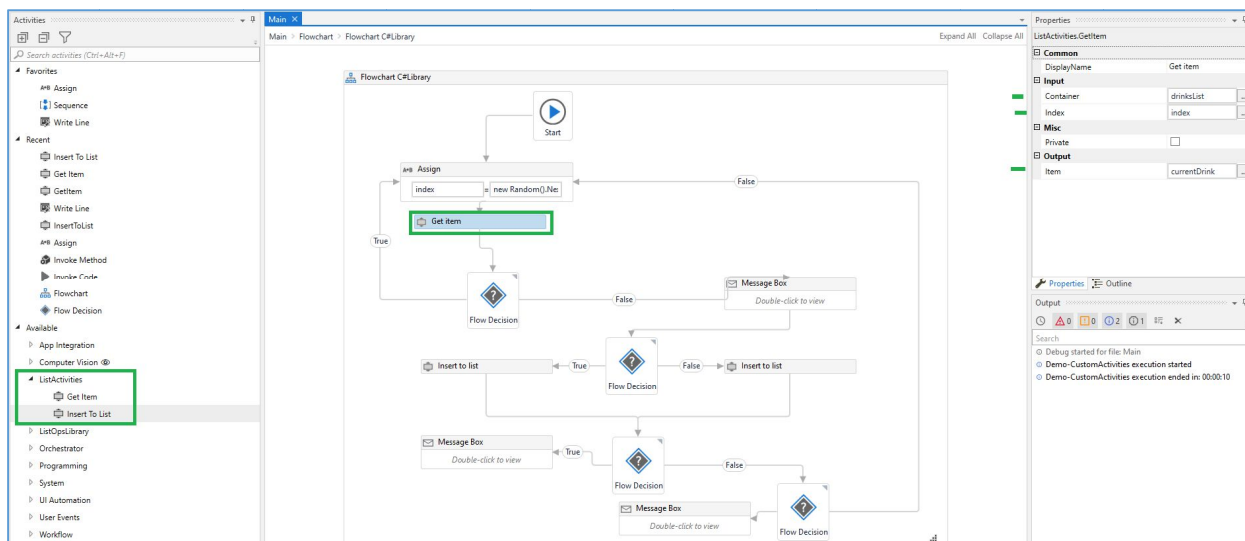 Activities
Search activities (Ctrl+Alt+F)
Favorites
A+B Assign
Sequence
Write Line
Recent
Insert To List
Get Item
GetItem
Write Line
InsertToList
A+B Assign
Invoke Method
Invoke Code
Flowchart
Flow Decision
Available
App Integration
Computer Vision
ListActivities
Get Item
Insert To List
ListOpsLibrary
Orchestrator
Programming
System
UI Automation
User Events
Workflow
Main
Main > Flowchart > Flowchart C#Library
Expand All Collapse All
Flowchart C#Library
Start
A+B Assign
index = new Random().Ne
False
Get item
True
Flow Decision
False
Message Box
Double-click to view
Insert to list
True
Flow Decision
False
Insert to list
Message Box
Double-click to view
True
Flow Decision
False
Message Box
Double-click to view
Flow Decision
Properties
ListActivities.GetItem
Common
DisplayName Get item
Input
Container drinksList ...
Index index ...
Misc
Private
Output
Item currentDrink ...
Properties Outline
Output
0 0 2 1
Search
Debug started for file: Main
Demo-CustomActivities execution started
Demo-CustomActivities execution ended in: 00:00:10